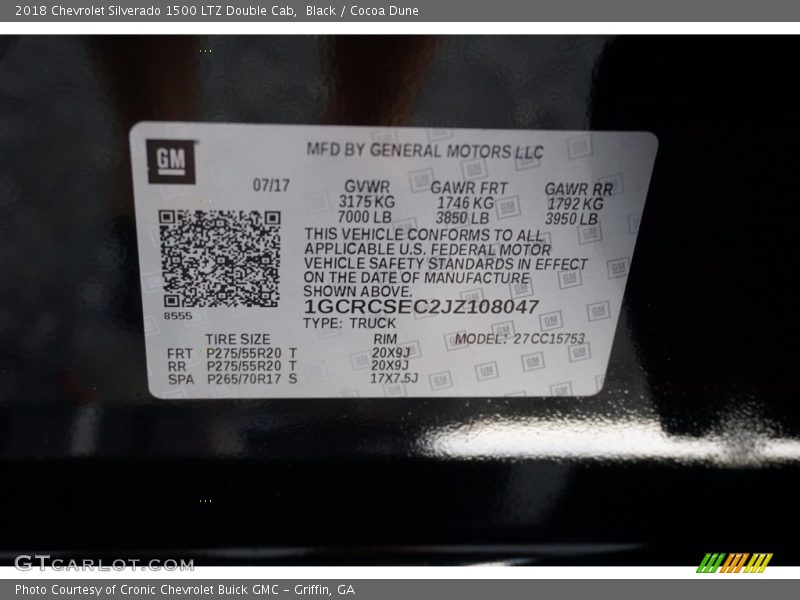 2018 Chevrolet Silverado 1500 LTZ Double Cab, Black / Cocoa Dune
GM
MFD BY GENERAL MOTORS LLC
07/17 GVWR GAWR FRT GAWR RR
3175 KG 1746 KG 1792 KG
7000 LB 3850 LB 3950 LB
THIS VEHICLE CONFORMS TO ALL
APPLICABLE U.S. FEDERAL MOTOR
VEHICLE SAFETY STANDARDS IN EFFECT
ON THE DATE OF MANUFACTURE
SHOWN ABOVE.
8555
1GCRCSEC2JZ108047
TYPE: TRUCK
TIRE SIZE RIM MODEL: 27CC15753
FRT P275/55R20 T 20X9J
RR P275/55R20 T 20X9J
SPA P265/70R17 S 17X7.5J
GTcarlot.com
Photo Courtesy of Cronic Chevrolet Buick GMC – Griffin, GA